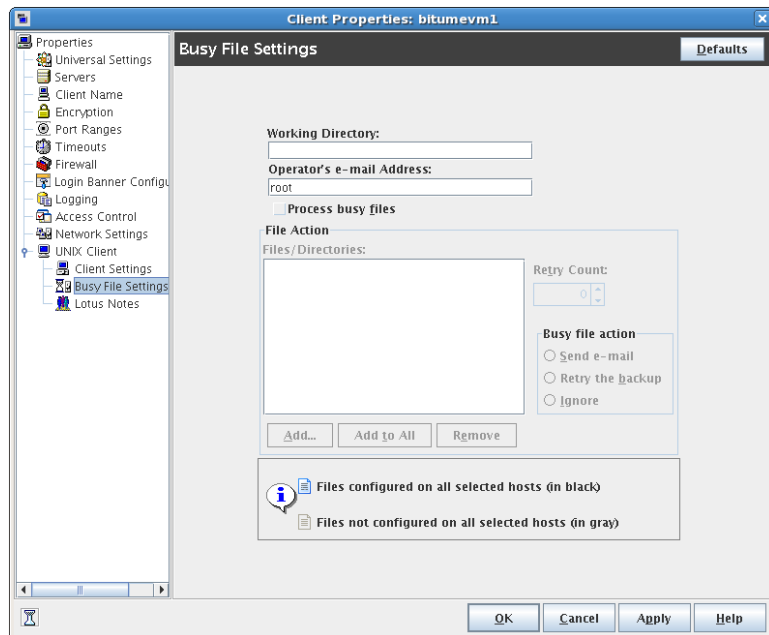 Client Properties: bitumevm1
Properties
Universal Settings
Servers
Client Name
Encryption
Port Ranges
Timeouts
Firewall
Login Banner Configu
Logging
Access Control
Network Settings
UNIX Client
Client Settings
Busy File Settings
Lotus Notes
Busy File Settings
Defaults
Working Directory:
Operator's e-mail Address:
root
Process busy files
File Action
Files/Directories:
Retry Count:
0
Busy file action
Send e-mail
Retry the backup
Ignore
Add...
Add to All
Remove
Files configured on all selected hosts (in black)
Files not configured on all selected hosts (in gray)
OK
Cancel
Apply
Help